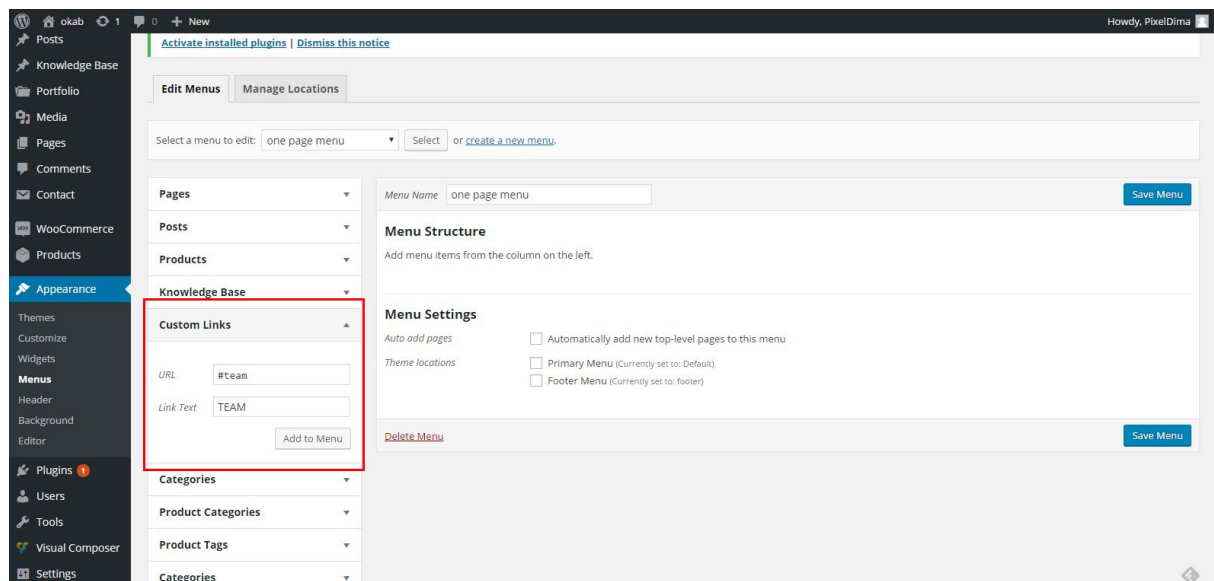 okab 1 0 + New Howdy, PixelDima
Posts
Knowledge Base
Portfolio
Media
Pages
Comments
Contact
WooCommerce
Products
Appearance
Themes
Customize
Widgets
Menus
Header
Background
Editor
Plugins 1
Users
Tools
Visual Composer
Settings
Activate installed plugins | Dismiss this notice
Edit Menus Manage Locations
Select a menu to edit: one page menu Select or create a new menu.
Pages
Posts
Products
Knowledge Base
Custom Links
URL #team
Link Text TEAM
Add to Menu
Categories
Product Categories
Product Tags
Categories
Menu Name one page menu Save Menu
Menu Structure
Add menu items from the column on the left.
Menu Settings
Auto add pages Automatically add new top-level pages to this menu
Theme locations Primary Menu (Currently set to: Default)
Footer Menu (Currently set to: footer)
Delete Menu Save Menu